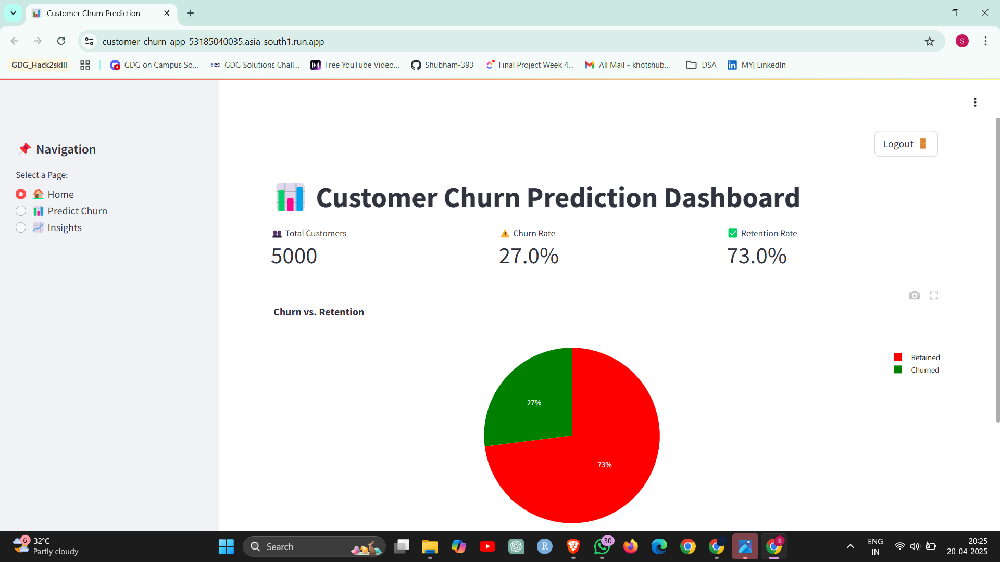 Customer Churn Prediction
customer-churn-app-53185040035.asia-south1.run.app
S
GDG_Hack2skill
GDG on Campus So...
H2S
GDG Solutions Chall...
Free YouTube Video...
Shubham-393
Final Project Week 4...
All Mail - khotshub...
DSA
in
MY| LinkedIn
Navigation
Select a Page:
Home
Predict Churn
Insights
Logout
Customer Churn Prediction Dashboard
Total Customers
5000
Churn Rate
27.0%
Retention Rate
73.0%
Churn vs. Retention
Retained
Churned
27%
73%
6
32°C
Partly cloudy
Search
R
30
S
ENG
IN
20:25
20-04-2025